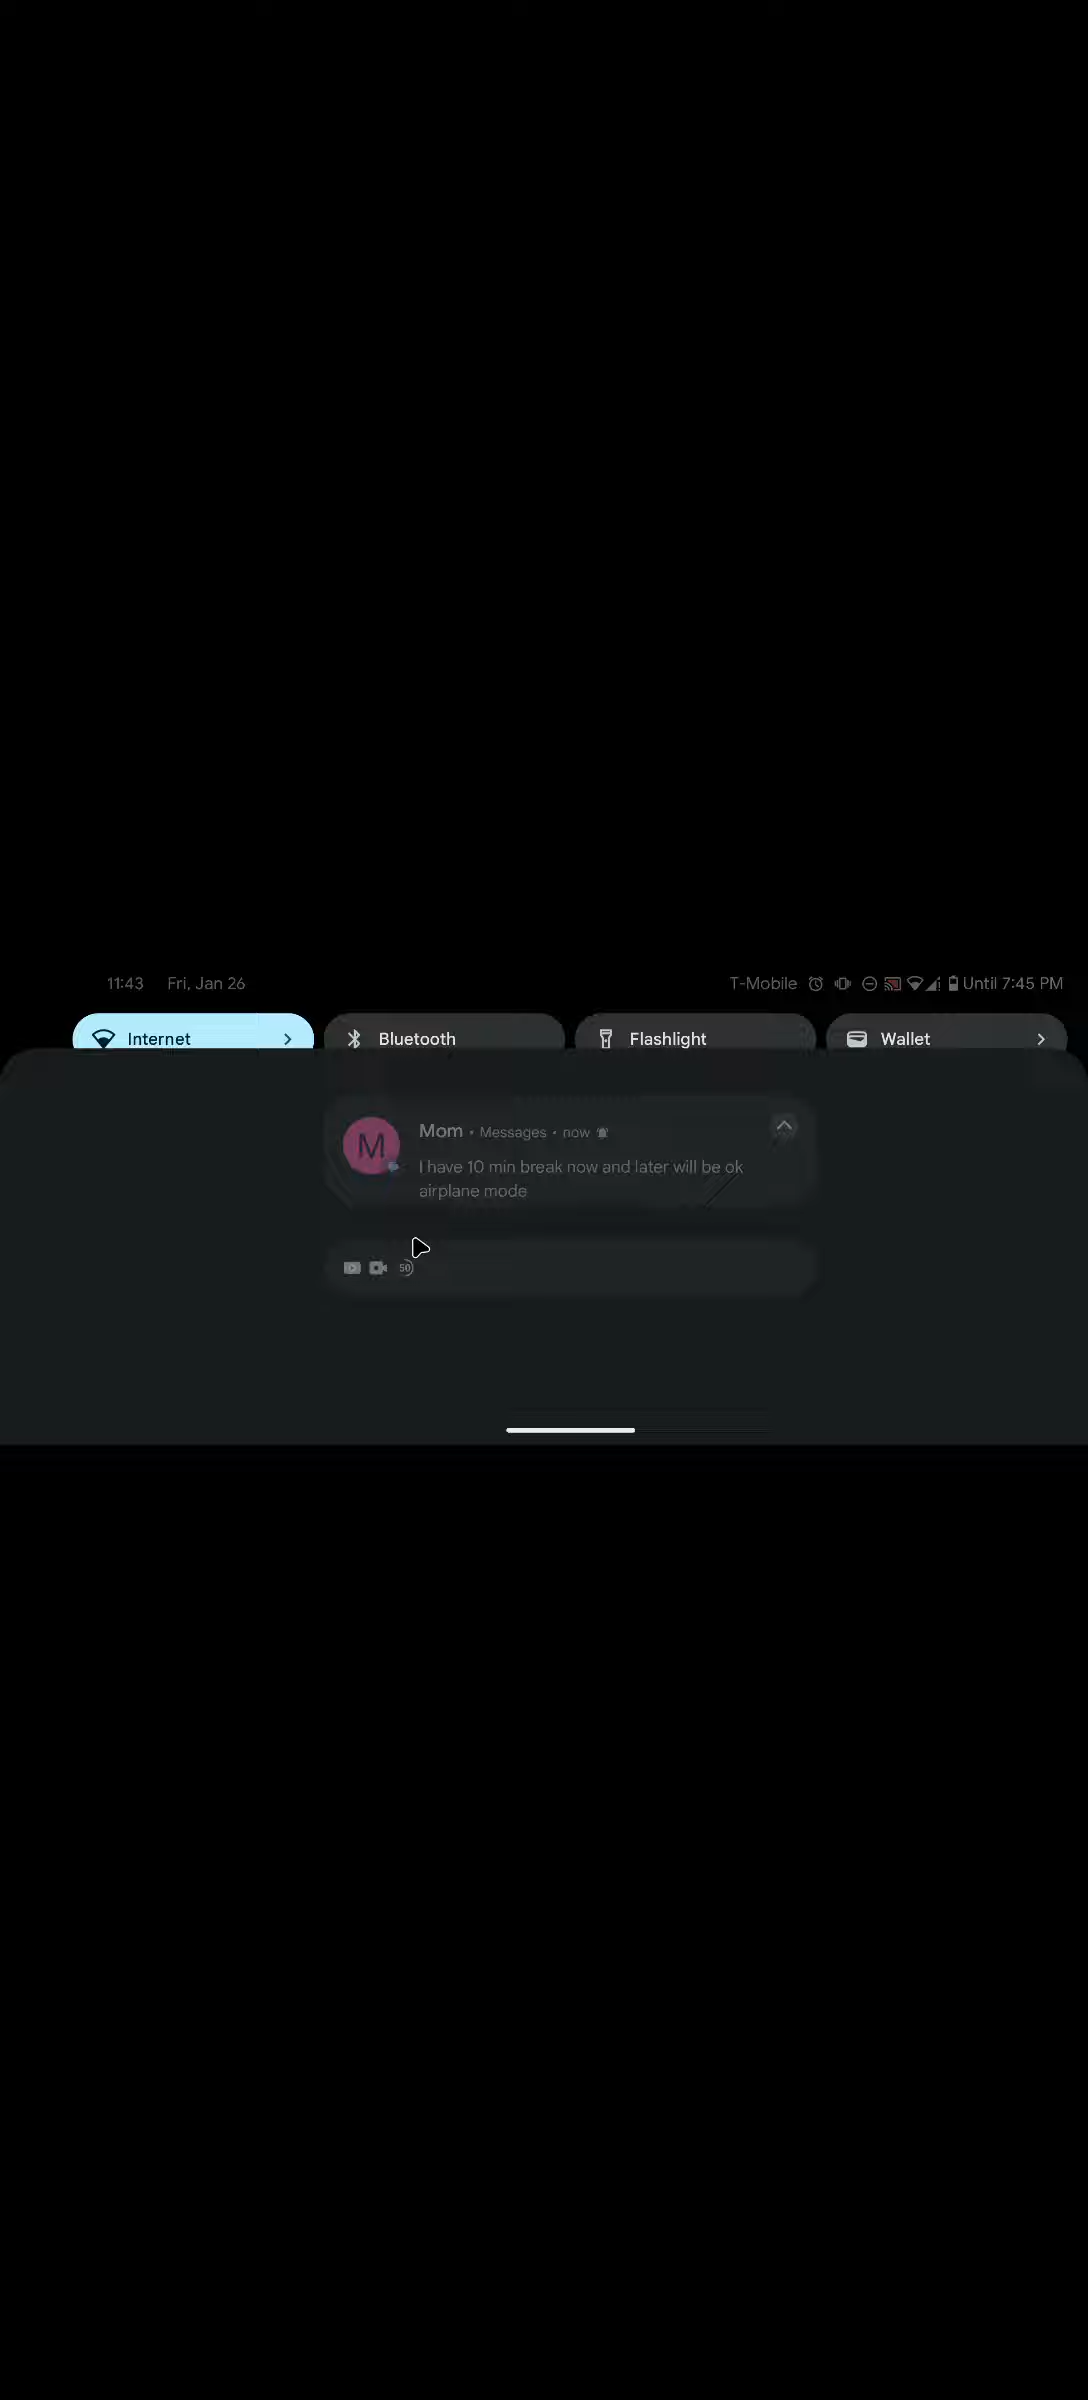 11:43 Fri, Jan 26 T-Mobile Until 7:45 PM
Internet Bluetooth Flashlight Wallet
Mom • Messages • now
I have 10 min break now and later will be ok
airplane mode
50
M